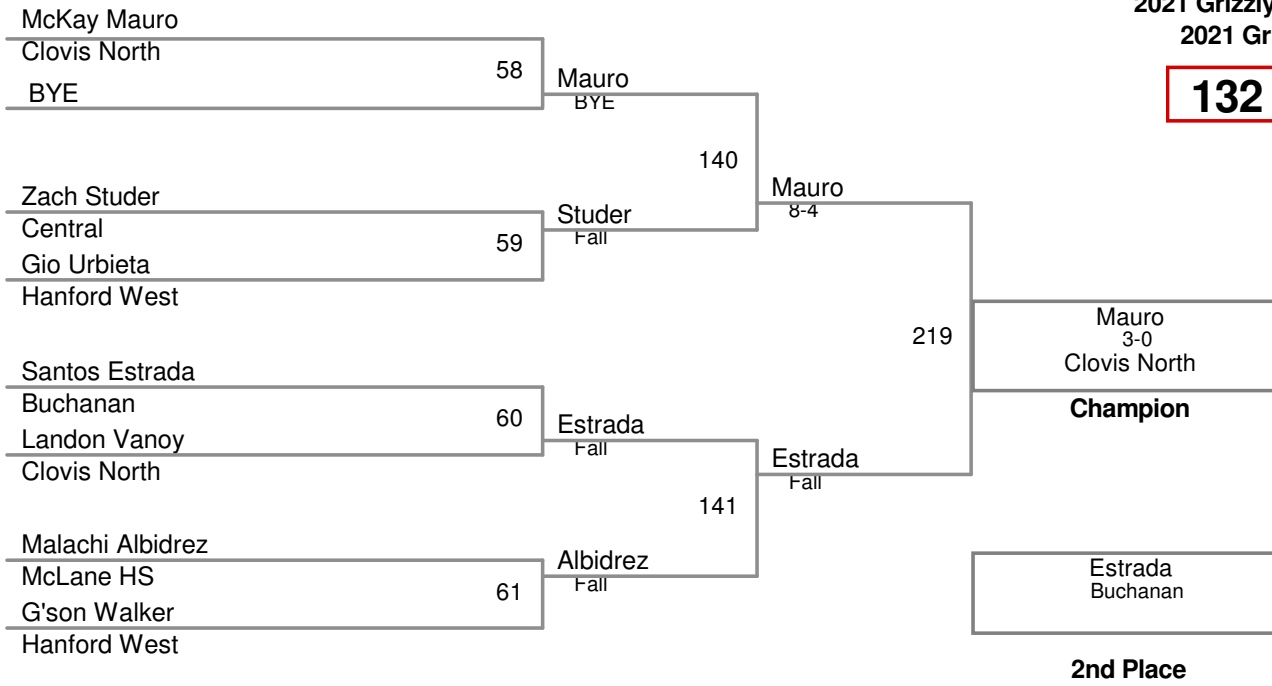 2021 Grizzly
2021 Gr
132
McKay Mauro
Clovis North
58
BYE
Mauro
BYE
140
Zach Studer
Central
59
Gio Urbieta
Hanford West
Studer
Fall
Mauro
8-4
219
Santos Estrada
Buchanan
60
Landon Vanoy
Clovis North
Estrada
Fall
141
Malachi Albidrez
McLane HS
61
G'son Walker
Hanford West
Albidrez
Fall
Estrada
Fall
Mauro
3-0
Clovis North
Champion
Estrada
Buchanan
2nd Place